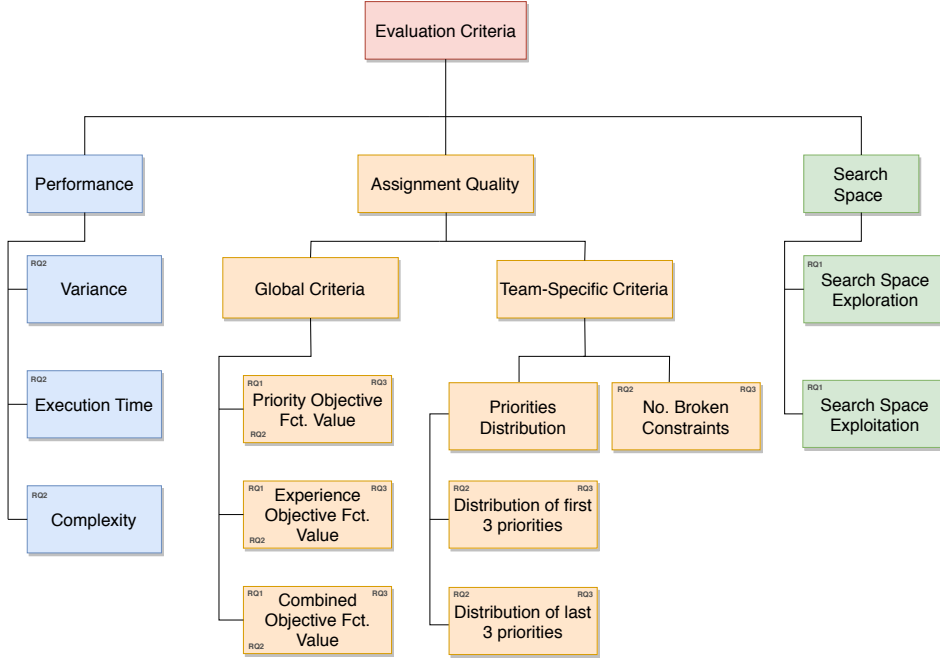 Evaluation Criteria
Performance
Assignment Quality
Search
Space
RQ2
Variance
RQ2
Execution Time
RQ2
Complexity
Global Criteria
RQ1 RQ3
Priority Objective
Fct. Value
RQ2
RQ1 RQ3
Experience
Objective Fct.
Value
RQ2
RQ1 RQ3
Combined
Objective Fct.
Value
RQ2
Team-Specific Criteria
Priorities
Distribution
RQ2 RQ3
Distribution of first
3 priorities
RQ2 RQ3
Distribution of last
3 priorities
RQ2 RQ3
No. Broken
Constraints
RQ1
Search Space
Exploration
RQ1
Search Space
Exploitation